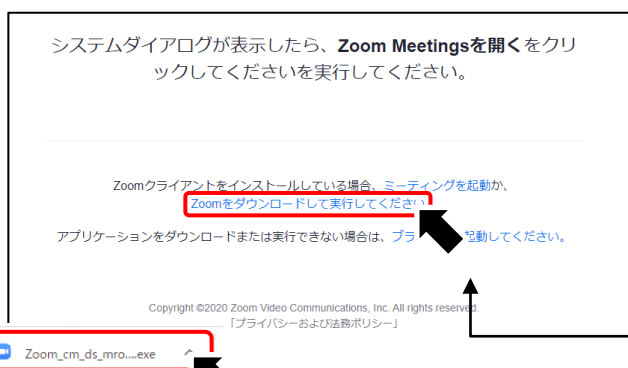 システムダイアログが表示したら、Zoom Meetingsを開くをクリ
ックしてくださいを実行してください。
Zoomクライアントをインストールしている場合、ミーティングを起動か、
Zoomをダウンロードして実行してください
アプリケーションをダウンロードまたは実行できない場合は、ブラ 起動してください。
Copyright ©2020 Zoom Video Communications, Inc. All rights reserved.
「プライバシーおよび法務ポリシー」
Zoom_cm_ds_mro....exe